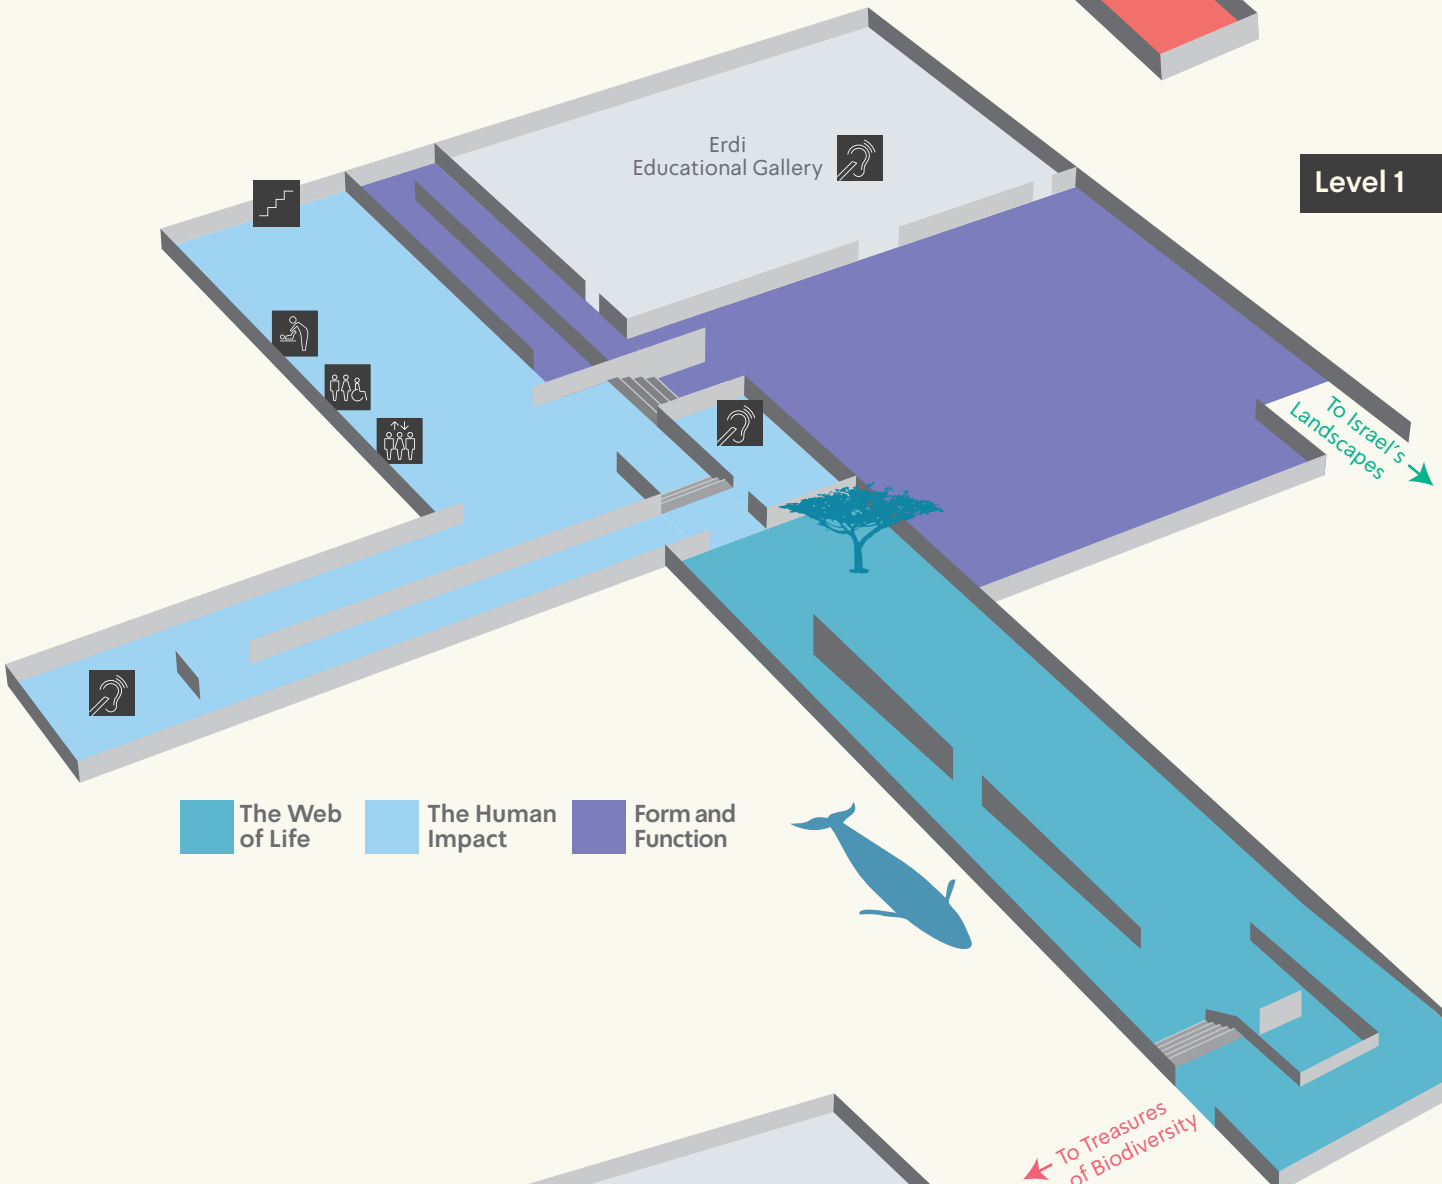 Erdi
Educational Gallery
Level 1
To Israel's
Landscapes
The Web
of Life
The Human
Impact
Form and
Function
To Treasures
of Biodiversity